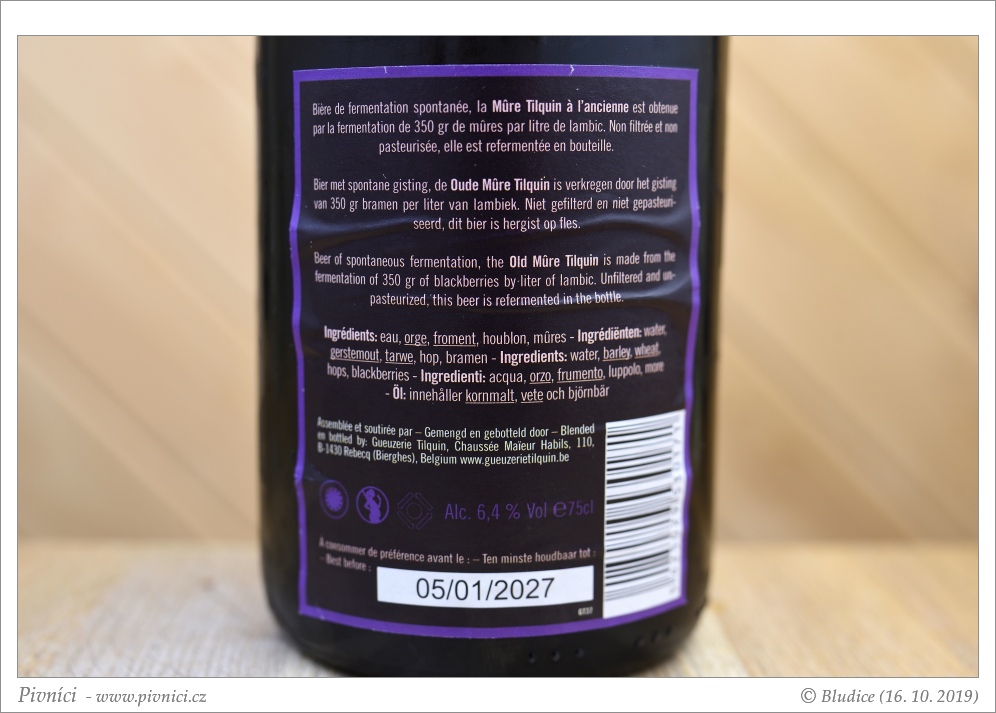 Bière de fermentation spontanée, la Mûre Tilquin à l'ancienne est obtenue
par la fermentation de 350 gr de mûres par litre de lambic. Non filtrée et non
pasteurisée, elle est refermentée en bouteille.
Bier met spontane gisting, de Oude Mûre Tilquin is verkregen door het gisting
van 350 gr bramen per liter van lambiek. Niet gefilterd en niet gepasteuri-
seerd, dit bier is hergist op fles.
Beer of spontaneous fermentation, the Old Mûre Tilquin is made from the
fermentation of 350 gr of blackberries by liter of lambic. Unfiltered and un-
pasteurized, this beer is refermented in the bottle.
Ingrédients: eau, orge, froment, houblon, mûres - Ingrédiënten: water,
gerstemout, tarwe, hop, bramen - Ingredients: water, barley, wheat,
hops, blackberries - Ingredienti: acqua, orzo, frumento, luppolo, more
- Öl: innehåller kornmalt, vete och björnbär
Assemblée et soutirée par – Gemengd en gebotteld door – Blended
en bottled by: Gueuzerie Tilquin, Chaussée Maïeur Habils, 110,
B-1430 Rebecq (Bierghes), Belgium www.gueuzerietilquin.be
Alc. 6,4 % Vol ℮75cl
A consommer de préférence avant le : – Ten minste houdbaar tot :
- Best before :
05/01/2027
Pivníci - www.pivnici.cz
© Bludice (16. 10. 2019)